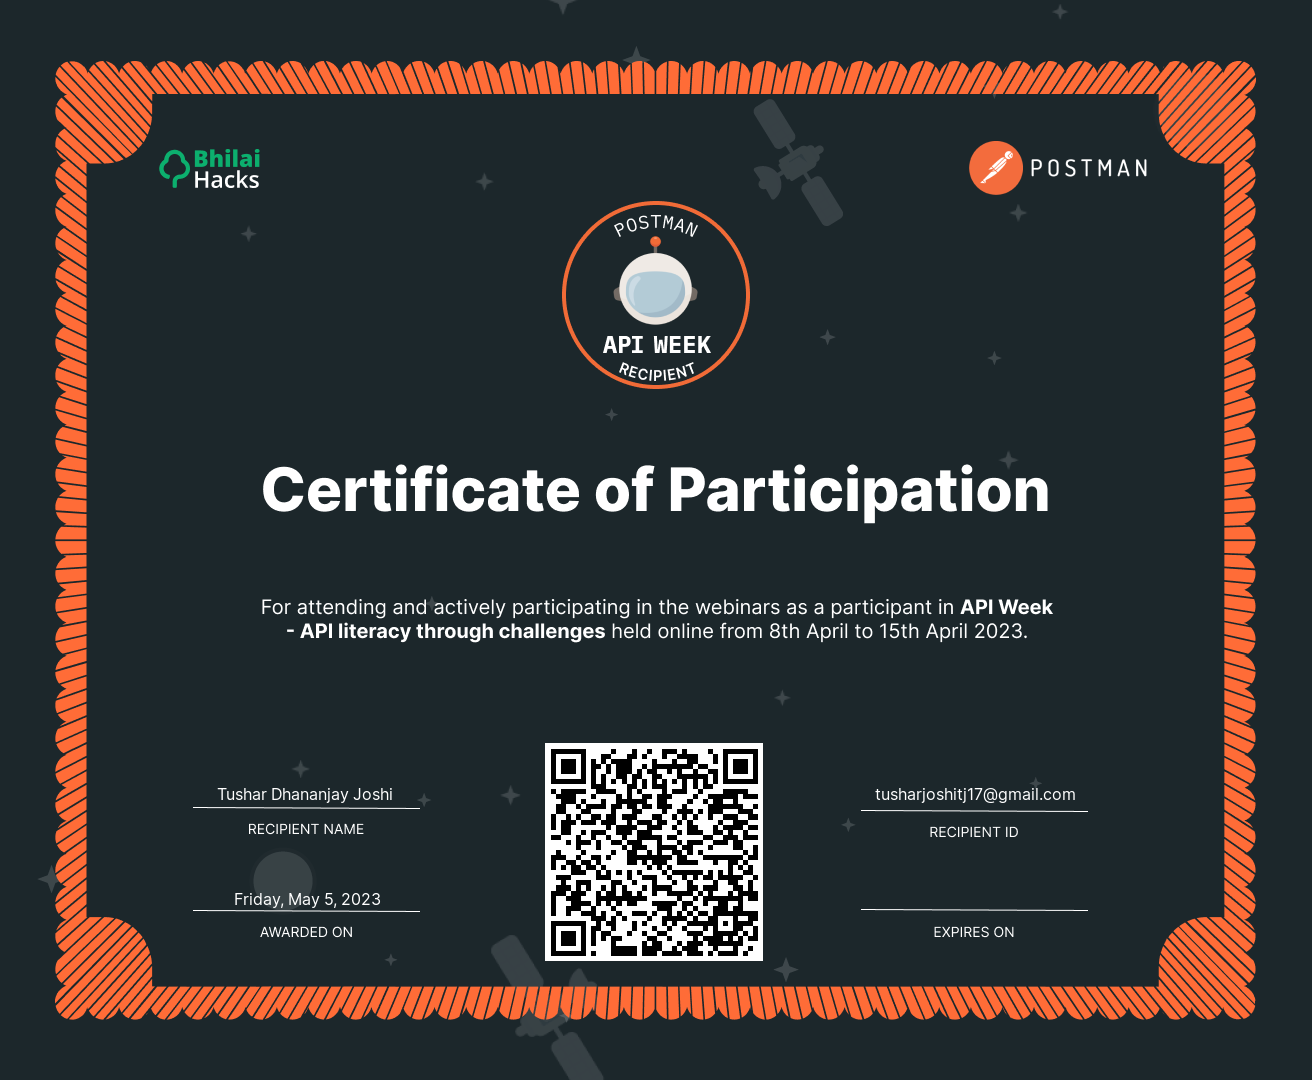 Bhilai
Hacks
POSTMAN
POSTMAN
API WEEK
RECIPIENT
Certificate of Participation
For attending and actively participating in the webinars as a participant in API Week
- API literacy through challenges held online from 8th April to 15th April 2023.
Tushar Dhananjay Joshi
RECIPIENT NAME
tusharjoshitj17@gmail.com
RECIPIENT ID
Friday, May 5, 2023
AWARDED ON
EXPIRES ON